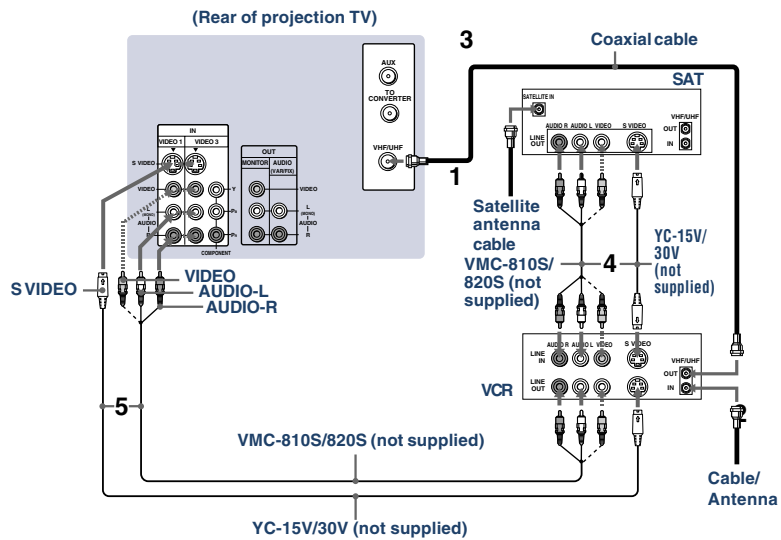 (Rear of projection TV)
3
Coaxial cable
SAT
AUX
TO
CONVERTER
VHF/UHF
1
SATELLITE IN
AUDIO R AUDIO L VIDEO S VIDEO
LINE
OUT
VHF/UHF
OUT
IN
IN
VIDEO 1 VIDEO 3
S VIDEO
VIDEO
L
(MONO)
AUDIO
R
Y
PB
PR
COMPONENT
OUT
MONITOR AUDIO
(VAR/FIX)
VIDEO
L
(MONO)
AUDIO
R
Satellite
antenna
cable
VMC-810S/
820S (not
supplied)
4
YC-15V/
30V
(not
supplied)
S VIDEO
VIDEO
AUDIO-L
AUDIO-R
AUDIO R AUDIO L VIDEO S VIDEO
LINE
IN
LINE
OUT
VHF/UHF
OUT
IN
VCR
5
VMC-810S/820S (not supplied)
Cable/
Antenna
YC-15V/30V (not supplied)